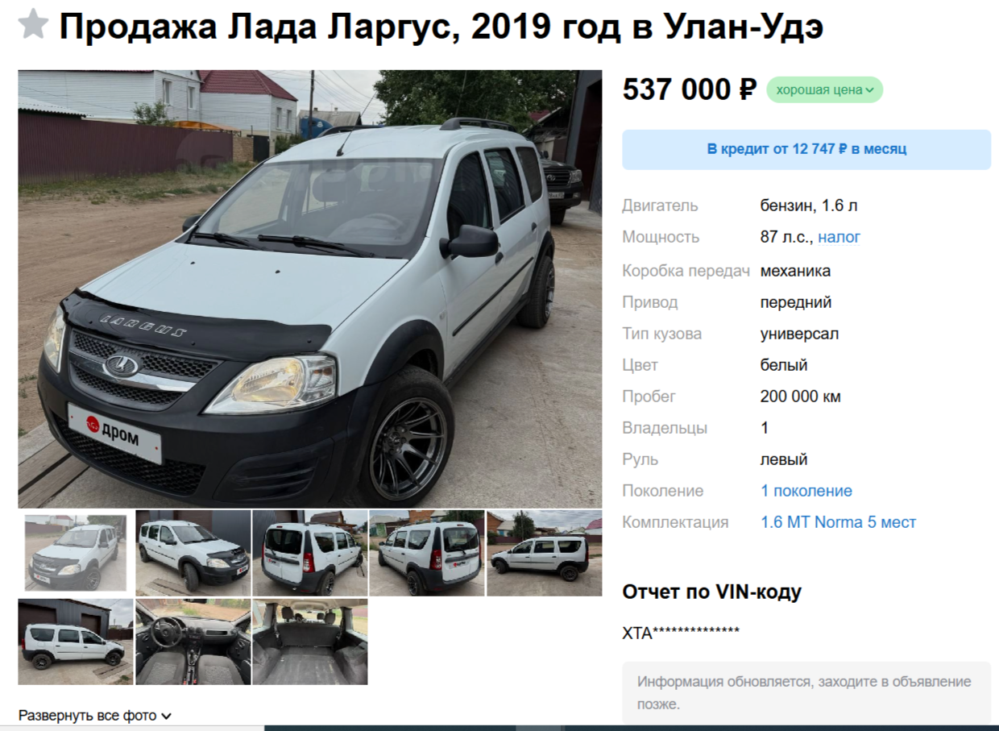 Продажа Лада Ларгус, 2019 год в Улан-Удэ
537 000 ₽ хорошая цена
В кредит от 12 747 ₽ в месяц
Двигатель бензин, 1.6 л
Мощность 87 л.с., налог
Коробка передач механика
Привод передний
Тип кузова универсал
Цвет белый
Пробег 200 000 км
Владельцы 1
Руль левый
Поколение 1 поколение
Комплектация 1.6 MT Norma 5 мест
Отчет по VIN-коду
XTA**************
Информация обновляется, заходите в объявление
позже.
LARGUS
дром
Развернуть все фото